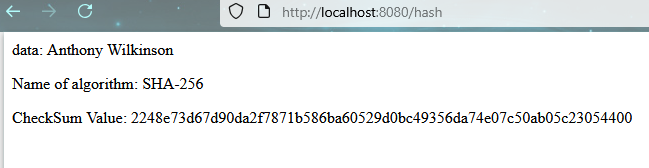 http://localhost:8080/hash
data: Anthony Wilkinson
Name of algorithm: SHA-256
CheckSum Value: 2248e73d67d90da2f7871b586ba60529d0bc49356da74e07c50ab05c23054400